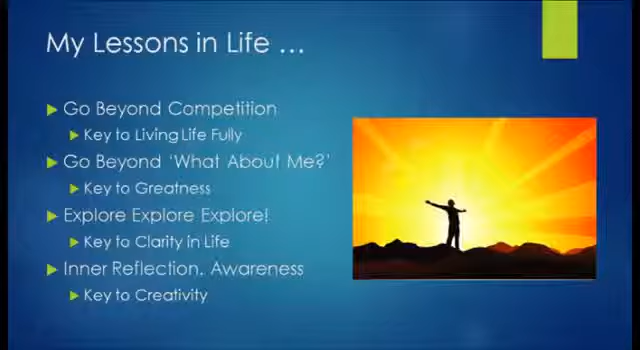 My Lessons in Life ...
Go Beyond Competition
Key to Living Life Fully
Go Beyond 'What About Me?'
Key to Greatness
Explore Explore Explore!
Key to Clarity in Life
Inner Reflection. Awareness
Key to Creativity